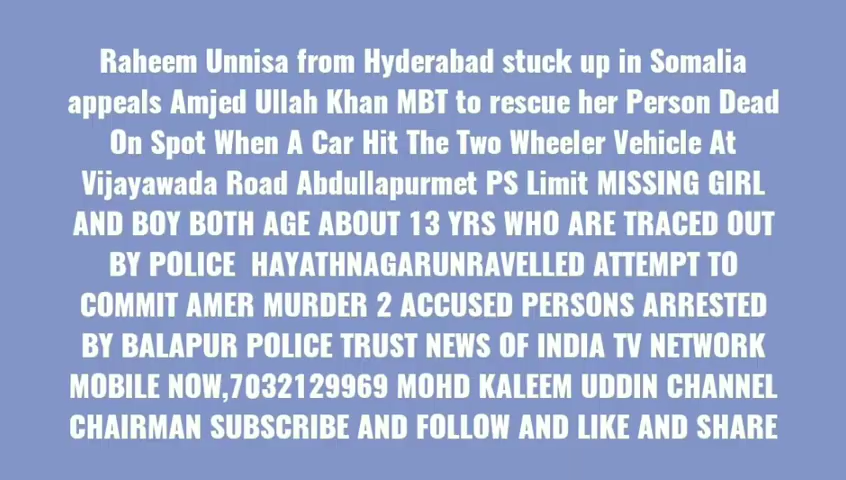 Raheem Unnisa from Hyderabad stuck up in Somalia
appeals Amjed Ullah Khan MBT to rescue her Person Dead
On Spot When A Car Hit The Two Wheeler Vehicle At
Vijayawada Road Abdullapurmet PS Limit MISSING GIRL
AND BOY BOTH AGE ABOUT 13 YRS WHO ARE TRACED OUT
BY POLICE  HAYATHNAGARUNRAVELLED ATTEMPT TO
COMMIT AMER MURDER 2 ACCUSED PERSONS ARRESTED
BY BALAPUR POLICE TRUST NEWS OF INDIA TV NETWORK
MOBILE NOW,7032129969 MOHD KALEEM UDDIN CHANNEL
CHAIRMAN SUBSCRIBE AND FOLLOW AND LIKE AND SHARE